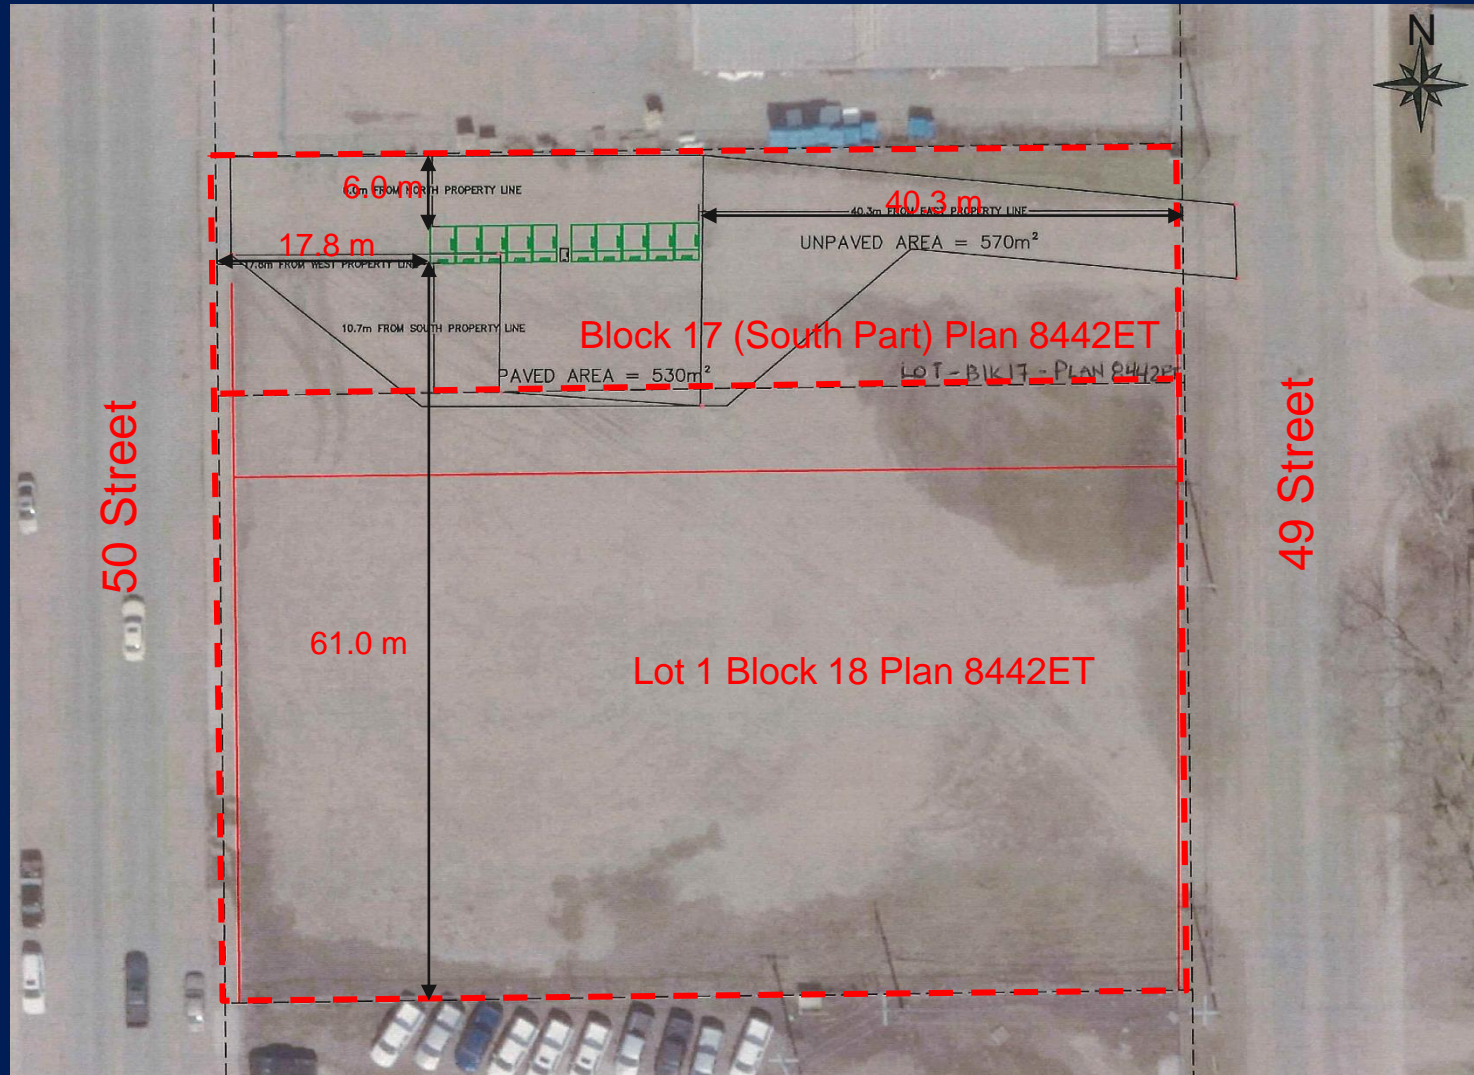 N
6.0 m
6.0m FROM NORTH PROPERTY LINE
40.3 m
40.3m FROM EAST PROPERTY LINE
17.8 m
UNPAVED AREA = 570m²
17.8m FROM WEST PROPERTY LINE
10.7m FROM SOUTH PROPERTY LINE
Block 17 (South Part) Plan 8442ET
PAVED AREA = 530m²
LOT - BlK 17 - PLAN 8442ET
50 Street
49 Street
61.0 m
Lot 1 Block 18 Plan 8442ET